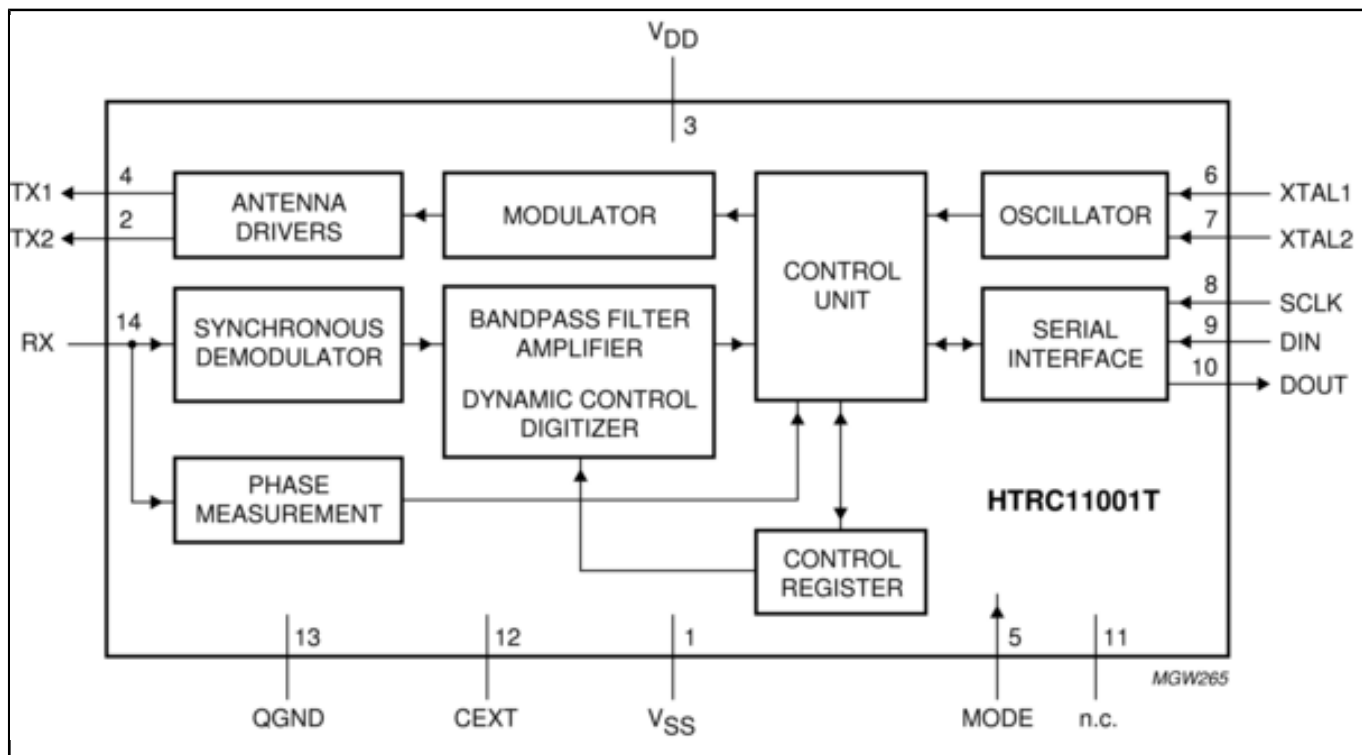 VDD
3
TX1
4
TX2
2
ANTENNA
DRIVERS
MODULATOR
CONTROL
UNIT
OSCILLATOR
6
XTAL1
7
XTAL2
RX
14
SYNCHRONOUS
DEMODULATOR
BANDPASS FILTER
AMPLIFIER
DYNAMIC CONTROL
DIGITIZER
SERIAL
INTERFACE
8
SCLK
9
DIN
10
DOUT
PHASE
MEASUREMENT
HTRC11001T
CONTROL
REGISTER
13
12
1
5
11
MGW265
QGND
CEXT
VSS
MODE
n.c.